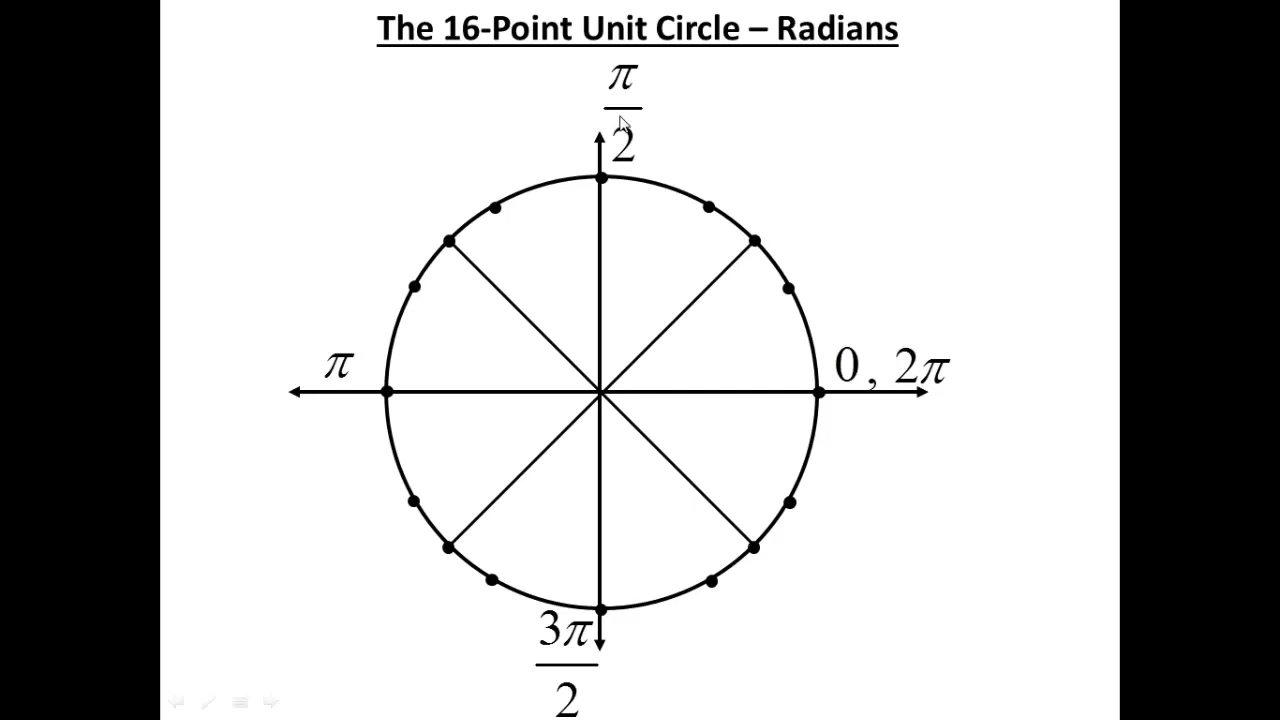 The 16-Point Unit Circle – Radians
π
2
π
0, 2π
3π
2